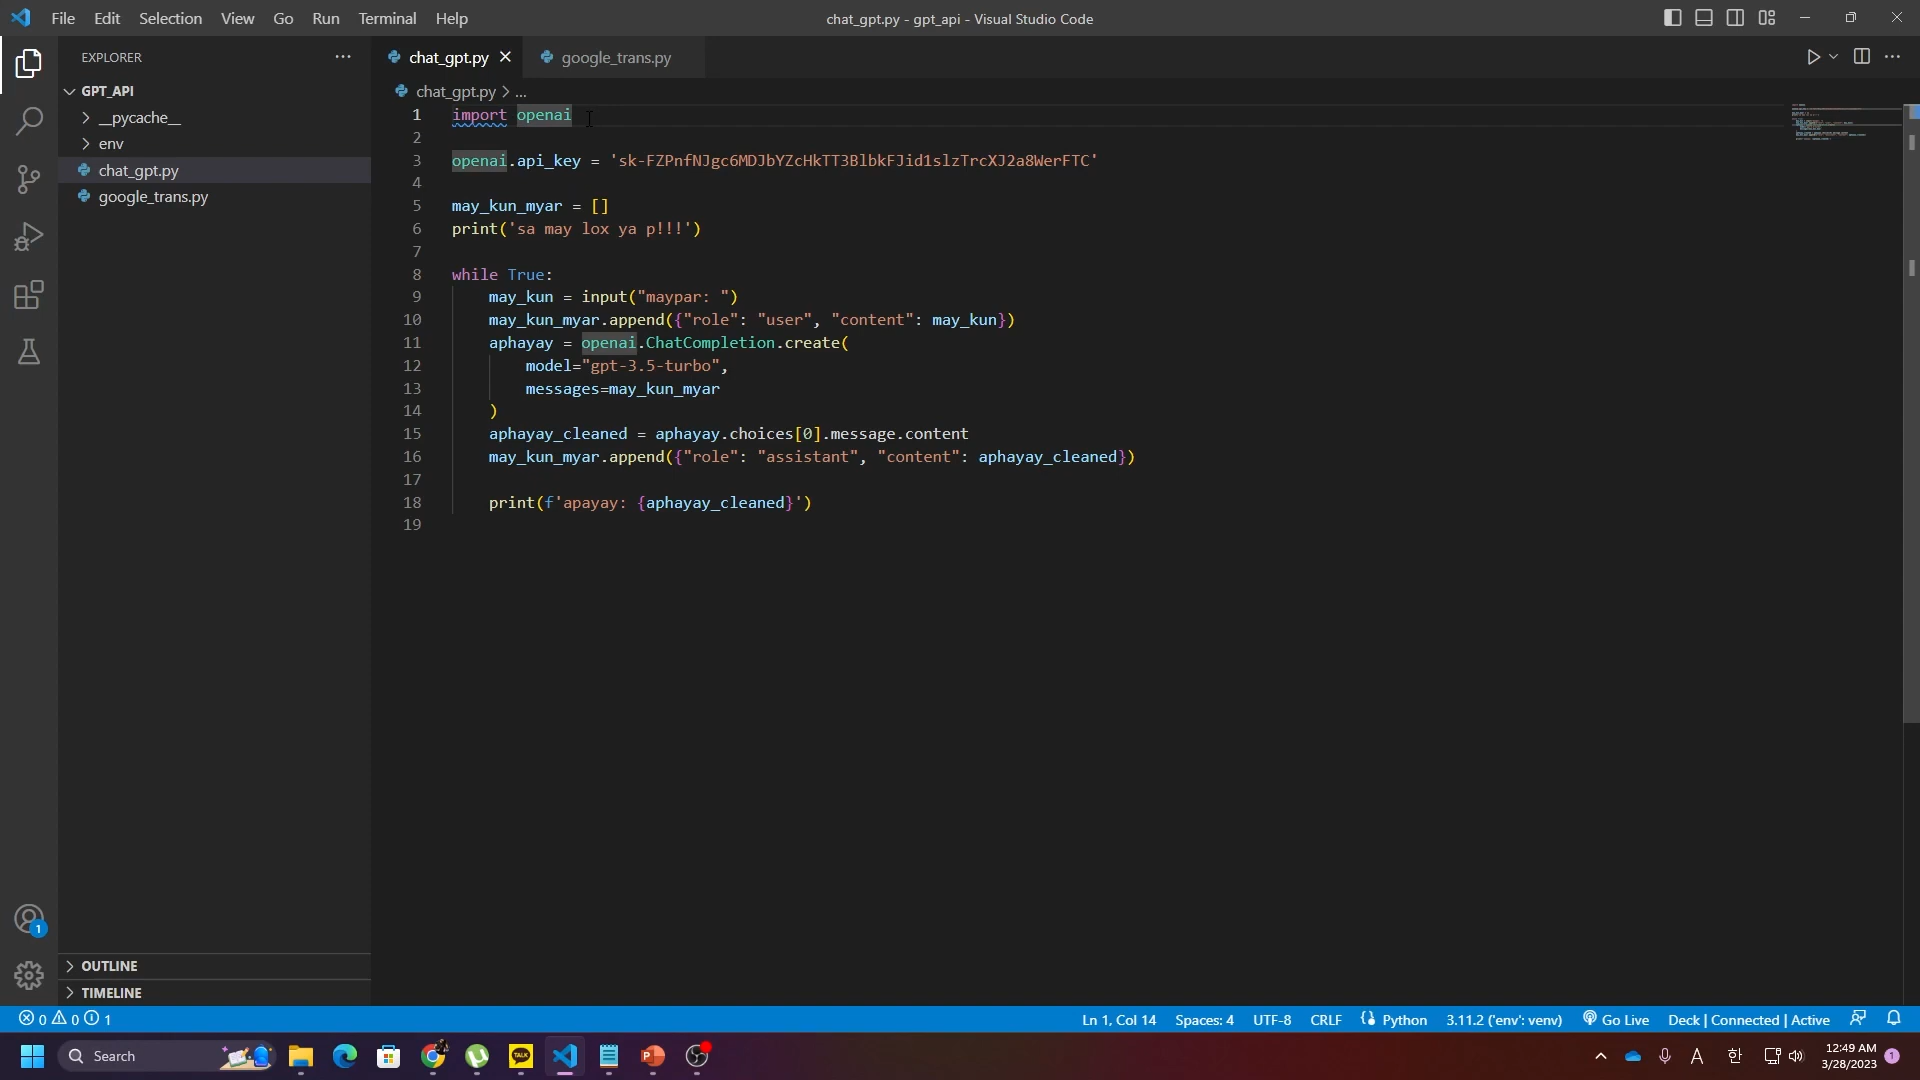 File Edit Selection View Go Run Terminal Help
chat_gpt.py - gpt_api - Visual Studio Code
EXPLORER
GPT_API
__pycache__
env
chat_gpt.py
google_trans.py
OUTLINE
TIMELINE
chat_gpt.py google_trans.py
chat_gpt.py > ...
1 import openai
2
3 openai.api_key = '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'
4
5 may_kun_myar = []
6 print('sa may lox ya p!!!')
7
8 while True:
9 may_kun = input("maypar: ")
10 may_kun_myar.append({"role": "user", "content": may_kun})
11 aphayay = openai.ChatCompletion.create(
12 model="gpt-3.5-turbo",
13 messages=may_kun_myar
14 )
15 aphayay_cleaned = aphayay.choices[0].message.content
16 may_kun_myar.append({"role": "assistant", "content": aphayay_cleaned})
17
18 print(f'apayay: {aphayay_cleaned}')
19
1
0 0 1
Ln 1, Col 14 Spaces: 4 UTF-8 CRLF Python 3.11.2 ('env': venv) Go Live Deck | Connected | Active
Search
TALK
A 한
12:49 AM
3/28/2023 1